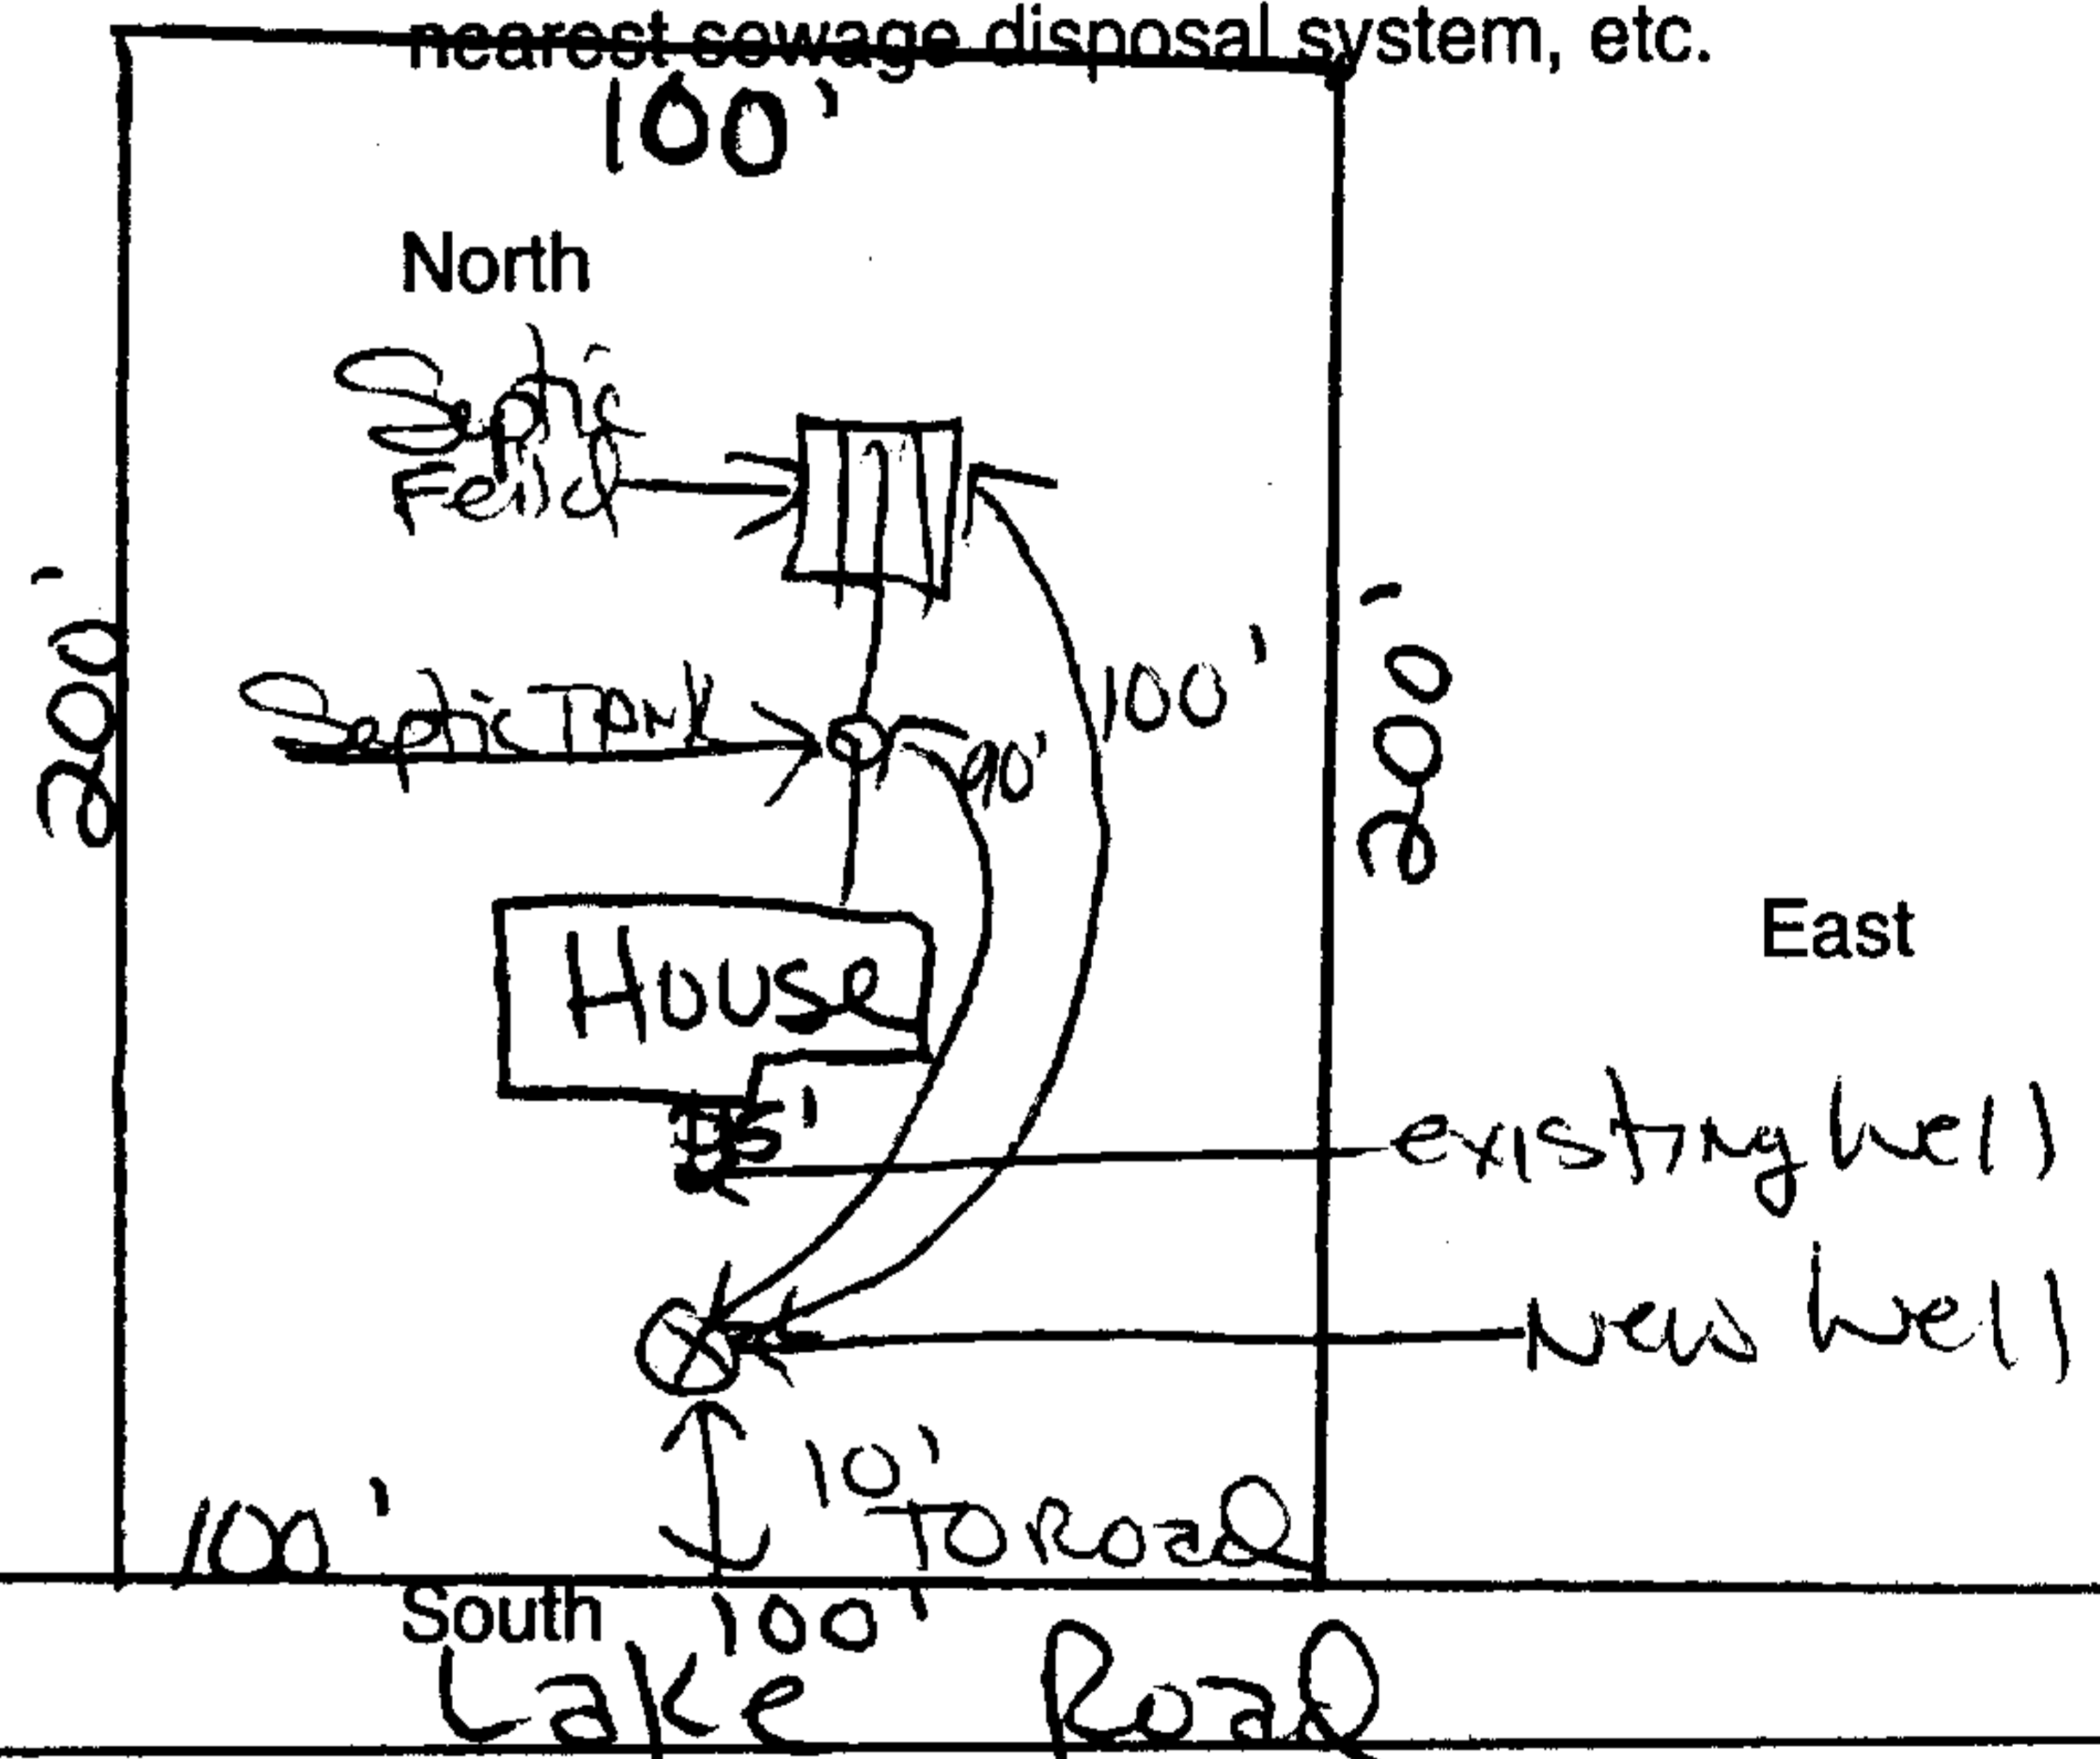 nearest sewage disposal system, etc.
100'
North
Septic
Feild
200'
200'
100'
Septic TANK
90'
House
East
existing well
New well
10'
TO Road
100'
South
100'
Lake Road